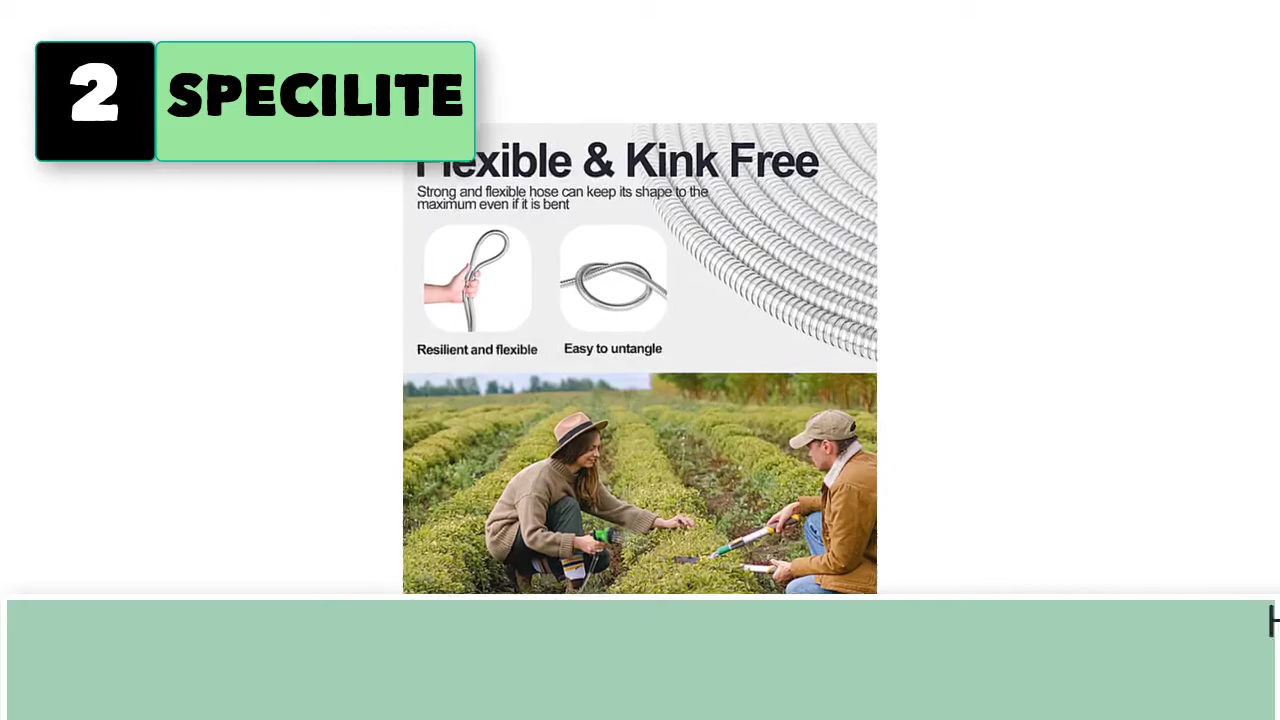 2 SPECILITE
Flexible & Kink Free
Strong and flexible hose can keep its shape to the
maximum even if it is bent
Resilient and flexible
Easy to untangle
H